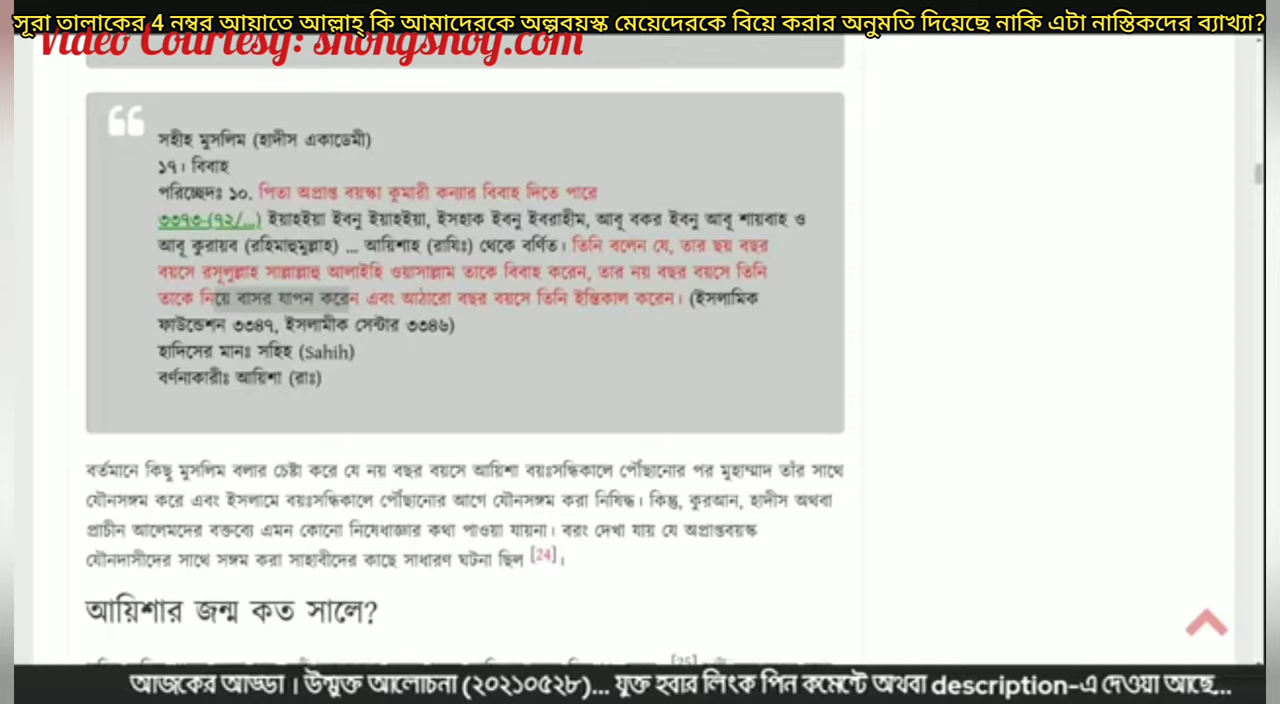 সূরা তালাকের 4 নম্বর আয়াতে আল্লাহ্ কি আমাদেরকে অল্পবয়স্ক মেয়েদেরকে বিয়ে করার অনুমতি দিয়েছে নাকি এটা নাস্তিকদের ব্যাখ্যা?
Video Courtesy: shongshoy.com
সহীহ মুসলিম (হাদীস একাডেমী)
১৭। বিবাহ
পরিচ্ছেদঃ ১০. পিতা অপ্রাপ্ত বয়স্কা কুমারী কন্যার বিবাহ দিতে পারে
৩৩৭৩-(৭২/...) ইয়াহইয়া ইবনু ইয়াহইয়া, ইসহাক ইবনু ইবরাহীম, আবূ বকর ইবনু আবূ শায়বাহ ও
আবূ কুরায়ব (রহিমাহুমুল্লাহ) ... আয়িশাহ (রাযিঃ) থেকে বর্ণিত। তিনি বলেন যে, তার ছয় বছর
বয়সে রসূলুল্লাহ সাল্লাল্লাহু আলাইহি ওয়াসাল্লাম তাকে বিবাহ করেন, তার নয় বছর বয়সে তিনি
তাকে নিয়ে বাসর যাপন করেন এবং আঠারো বছর বয়সে তিনি ইন্তিকাল করেন। (ইসলামিক
ফাউন্ডেশন ৩৩৪৭, ইসলামীক সেন্টার ৩৩৪৬)
হাদিসের মানঃ সহিহ (Sahih)
বর্ণনাকারীঃ আয়িশা (রাঃ)
বর্তমানে কিছু মুসলিম বলার চেষ্টা করে যে নয় বছর বয়সে আয়িশা বয়ঃসন্ধিকালে পৌঁছানোর পর মুহাম্মাদ তাঁর সাথে
যৌনসঙ্গম করে এবং ইসলামে বয়ঃসন্ধিকালে পৌঁছানোর আগে যৌনসঙ্গম করা নিষিদ্ধ। কিন্তু, কুরআন, হাদীস অথবা
প্রাচীন আলেমদের বক্তব্যে এমন কোনো নিষেধাজ্ঞার কথা পাওয়া যায়না। বরং দেখা যায় যে অপ্রাপ্তবয়স্ক
যৌনদাসীদের সাথে সঙ্গম করা সাহাবীদের কাছে সাধারণ ঘটনা ছিল [24]।
আয়িশার জন্ম কত সালে?
[25]
আজকের আড্ডা। উন্মুক্ত আলোচনা (২০২১০৫২৮)... যুক্ত হবার লিংক পিন কমেন্টে অথবা description-এ দেওয়া আছে...